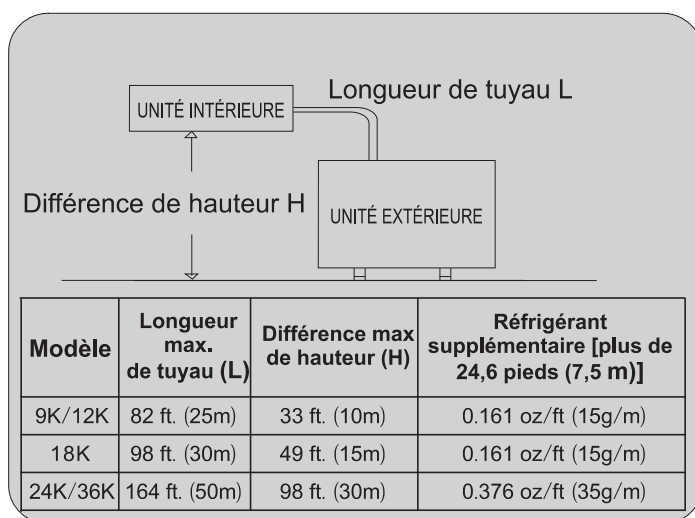 Longueur de tuyau L
UNITÉ INTÉRIEURE
Différence de hauteur H
UNITÉ EXTÉRIEURE
Modèle
Longueur
max.
de tuyau (L)
Différence max
de hauteur (H)
Réfrigérant
supplémentaire [plus de
24,6 pieds (7,5 m)]
9K/12K 82 ft. (25m) 33 ft. (10m) 0.161 oz/ft (15g/m)
18K 98 ft. (30m) 49 ft. (15m) 0.161 oz/ft (15g/m)
24K/36K 164 ft. (50m) 98 ft. (30m) 0.376 oz/ft (35g/m)